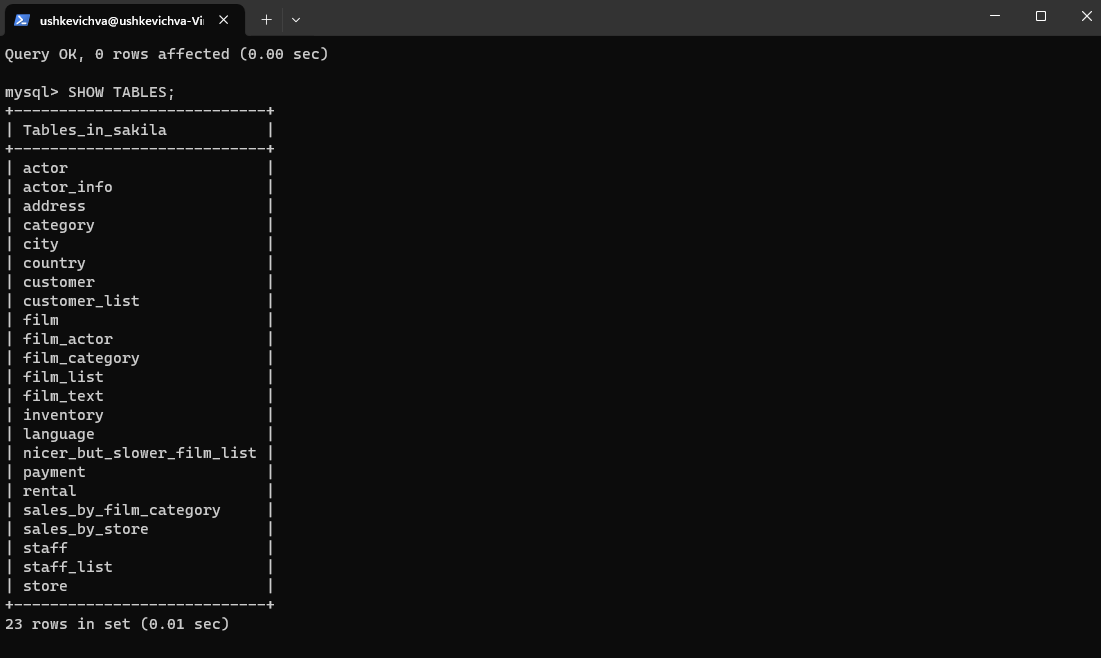 ushkevichva@ushkevichva-Vi
Query OK, 0 rows affected (0.00 sec)
mysql> SHOW TABLES;
+----------------------------+
| Tables_in_sakila           |
+----------------------------+
| actor                      |
| actor_info                 |
| address                    |
| category                   |
| city                       |
| country                    |
| customer                   |
| customer_list              |
| film                       |
| film_actor                 |
| film_category              |
| film_list                  |
| film_text                  |
| inventory                  |
| language                   |
| nicer_but_slower_film_list |
| payment                    |
| rental                     |
| sales_by_film_category     |
| sales_by_store             |
| staff                      |
| staff_list                 |
| store                      |
+----------------------------+
23 rows in set (0.01 sec)